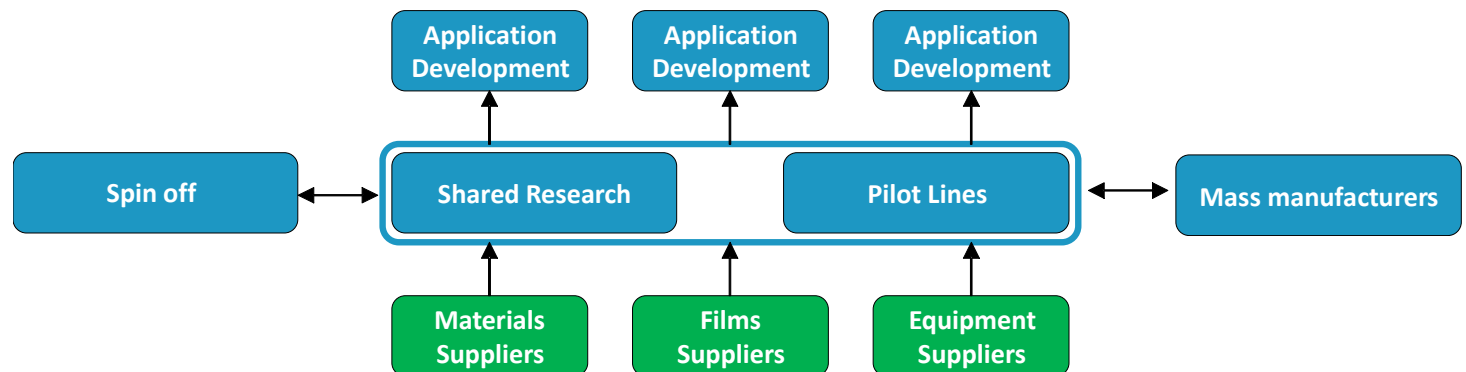 Application
Development
Application
Development
Application
Development
Spin off
Shared Research
Pilot Lines
Mass manufacturers
Materials
Suppliers
Films
Suppliers
Equipment
Suppliers